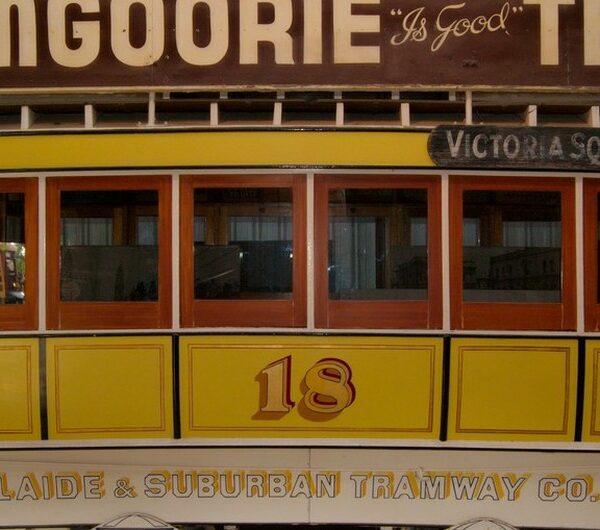 NGOORIE "Is Good" T
VICTORIA SQ
18
LAIDE & SUBURBAN TRAMWAY CO.